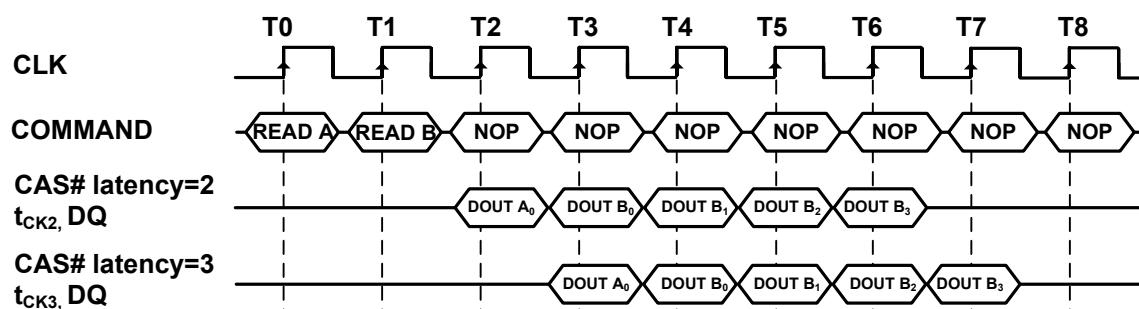 T0 T1 T2 T3 T4 T5 T6 T7 T8
CLK
COMMAND READ A READ B NOP NOP NOP NOP NOP NOP NOP
CAS# latency=2
t_CK2, DQ DOUT A₀ DOUT B₀ DOUT B₁ DOUT B₂ DOUT B₃
CAS# latency=3
t_CK3, DQ DOUT A₀ DOUT B₀ DOUT B₁ DOUT B₂ DOUT B₃